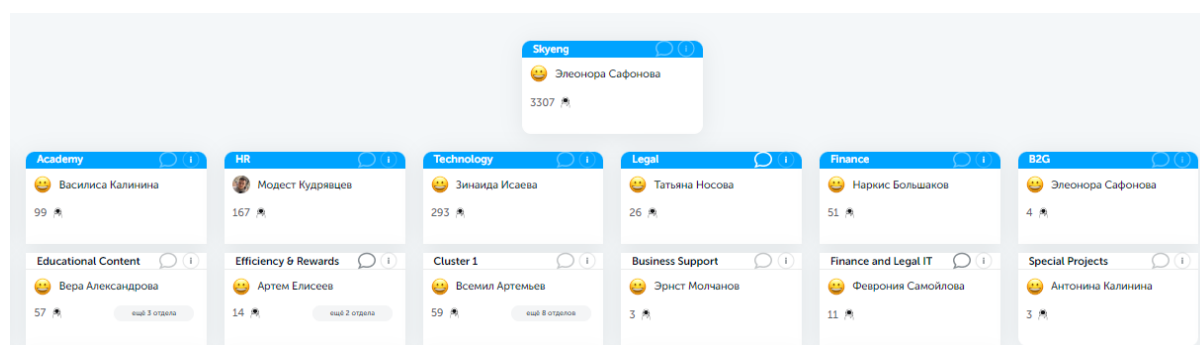 Skyeng
Элеонора Сафонова
3307
Academy
Василиса Калинина
99
HR
Модест Кудрявцев
167
Technology
Зинаида Исаева
293
Legal
Татьяна Носова
26
Finance
Наркис Большаков
51
B2G
Элеонора Сафонова
4
Educational Content
Вера Александрова
57
ещё 3 отдела
Efficiency & Rewards
Артем Елисеев
14
ещё 2 отдела
Cluster 1
Всемил Артемьев
59
ещё 8 отделов
Business Support
Эрнст Молчанов
3
Finance and Legal IT
Феврония Самойлова
11
Special Projects
Антонина Калинина
3